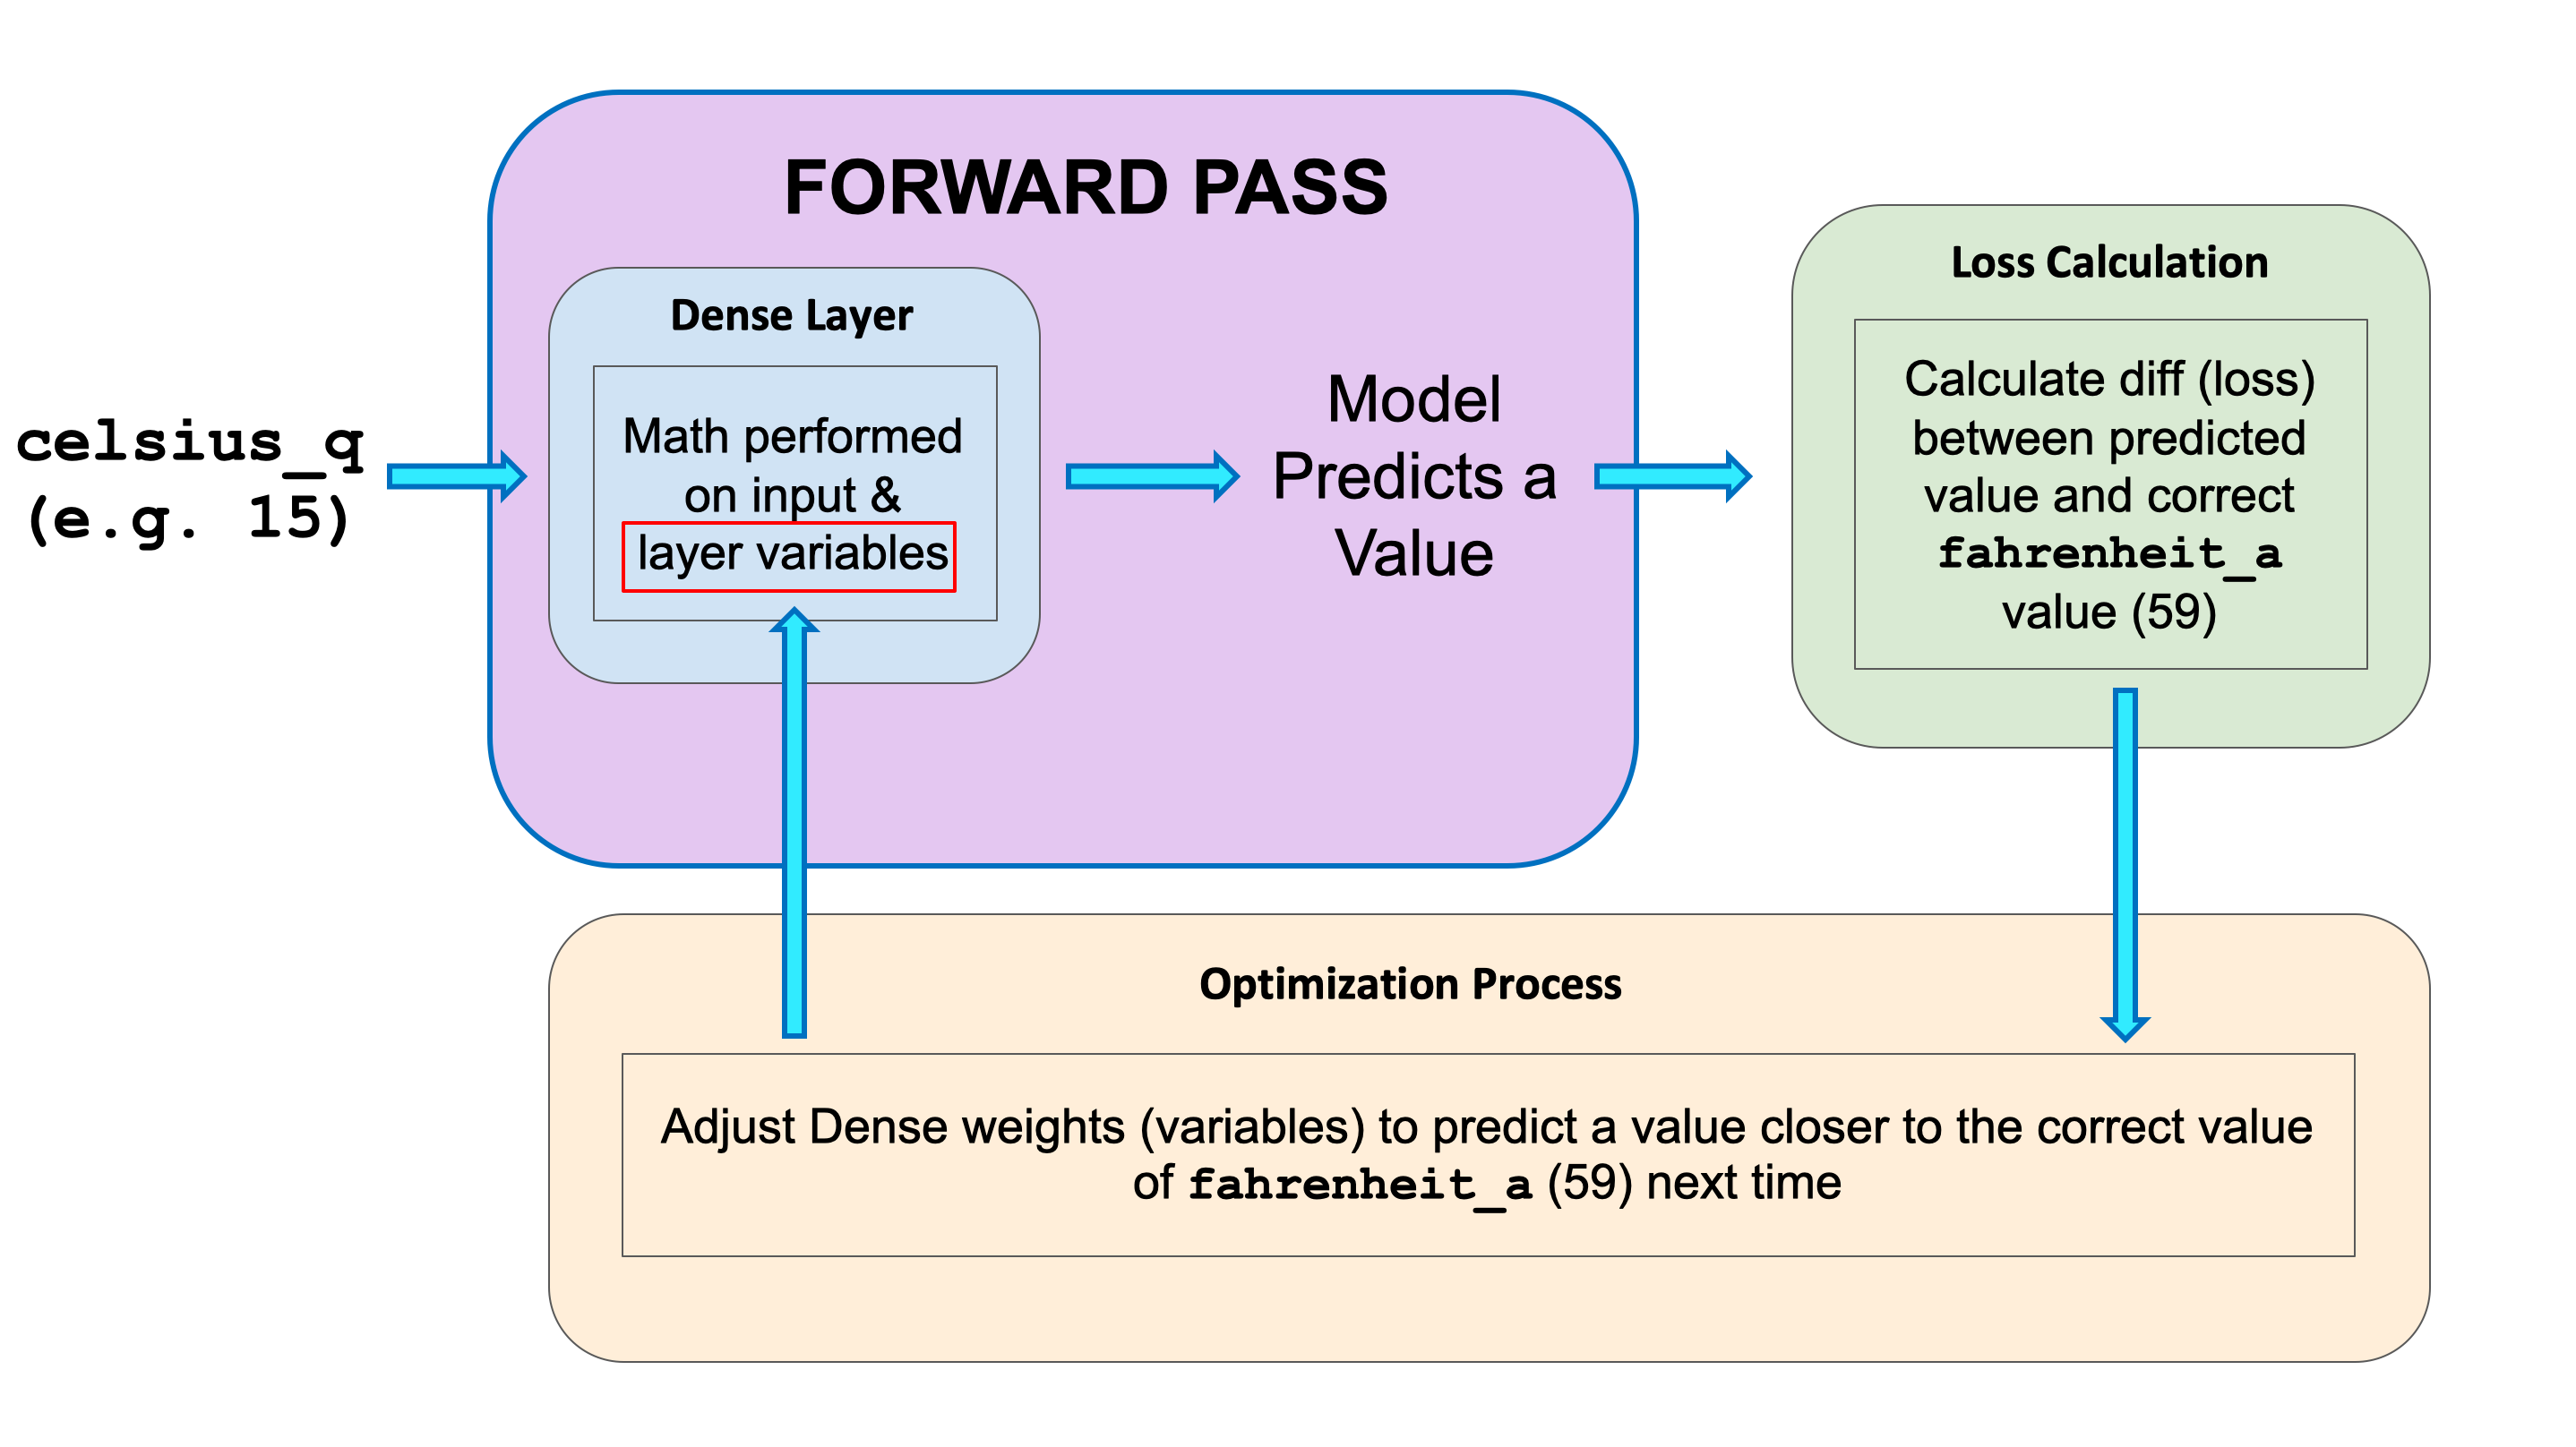 FORWARD PASS
celsius_q
(e.g. 15)
Dense Layer
Math performed
on input &
layer variables
Model
Predicts a
Value
Loss Calculation
Calculate diff (loss)
between predicted
value and correct
fahrenheit_a
value (59)
Optimization Process
Adjust Dense weights (variables) to predict a value closer to the correct value
of fahrenheit_a (59) next time